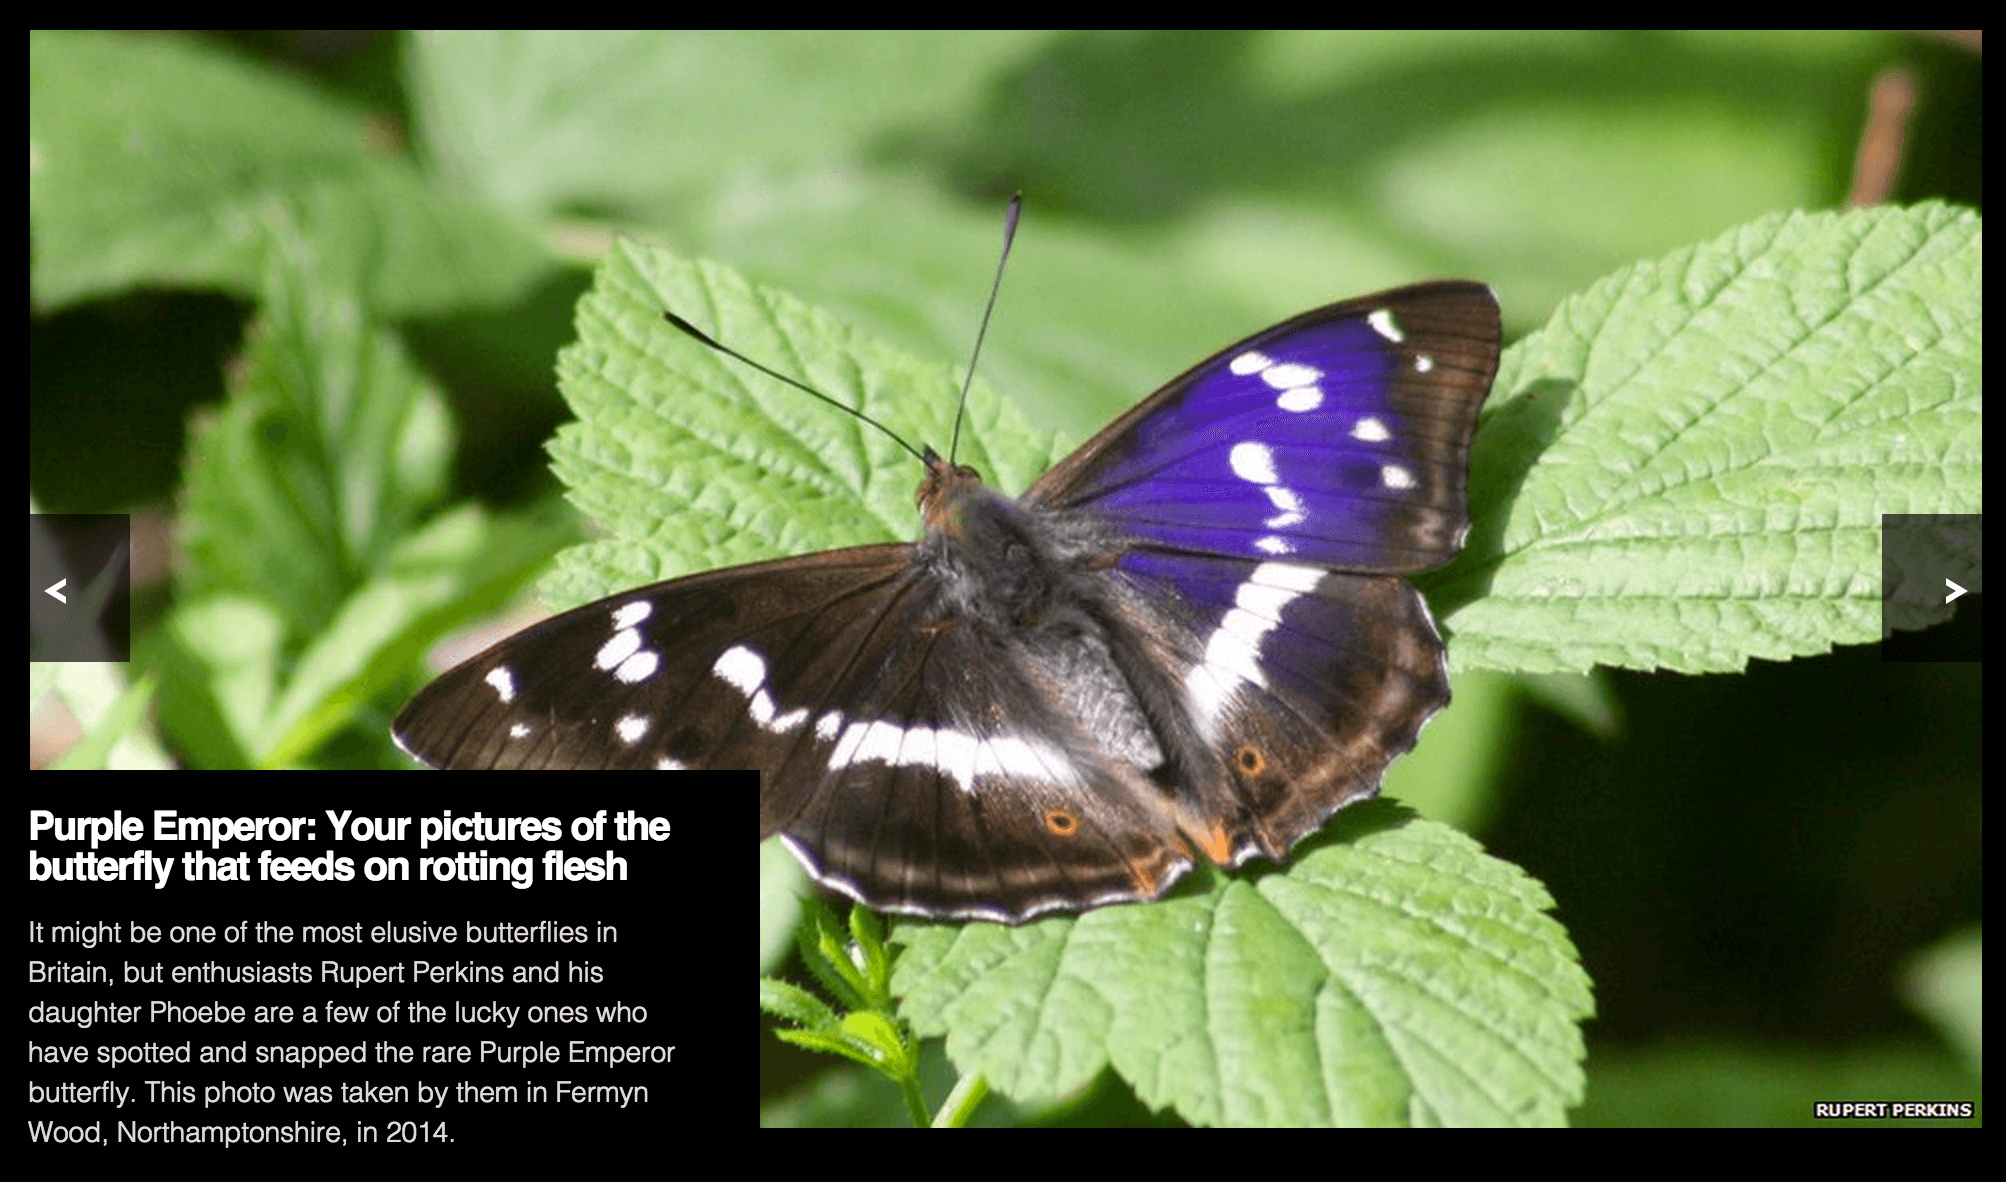 <
>
Purple Emperor: Your pictures of the
butterfly that feeds on rotting flesh
It might be one of the most elusive butterflies in
Britain, but enthusiasts Rupert Perkins and his
daughter Phoebe are a few of the lucky ones who
have spotted and snapped the rare Purple Emperor
butterfly. This photo was taken by them in Fermyn
Wood, Northamptonshire, in 2014.
RUPERT PERKINS